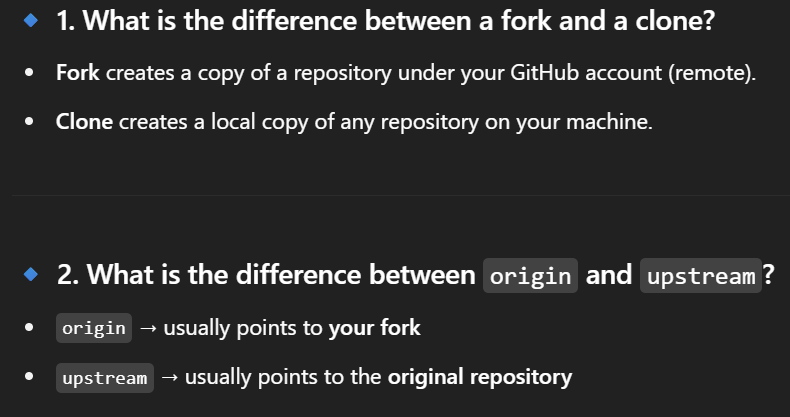 1. What is the difference between a fork and a clone?
• Fork creates a copy of a repository under your GitHub account (remote).
• Clone creates a local copy of any repository on your machine.
2. What is the difference between origin and upstream?
• origin → usually points to your fork
• upstream → usually points to the original repository